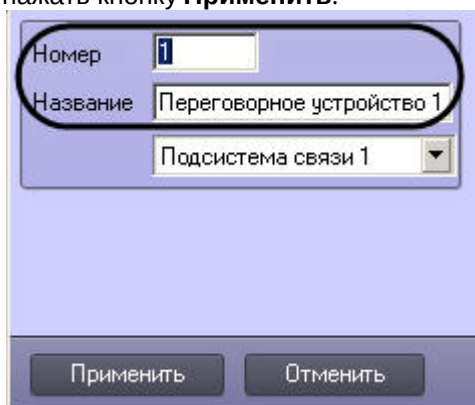 нажать кнопку Применить.
Номер 1
Название Переговорное устройство 1
Подсистема связи 1
Применить Отменить